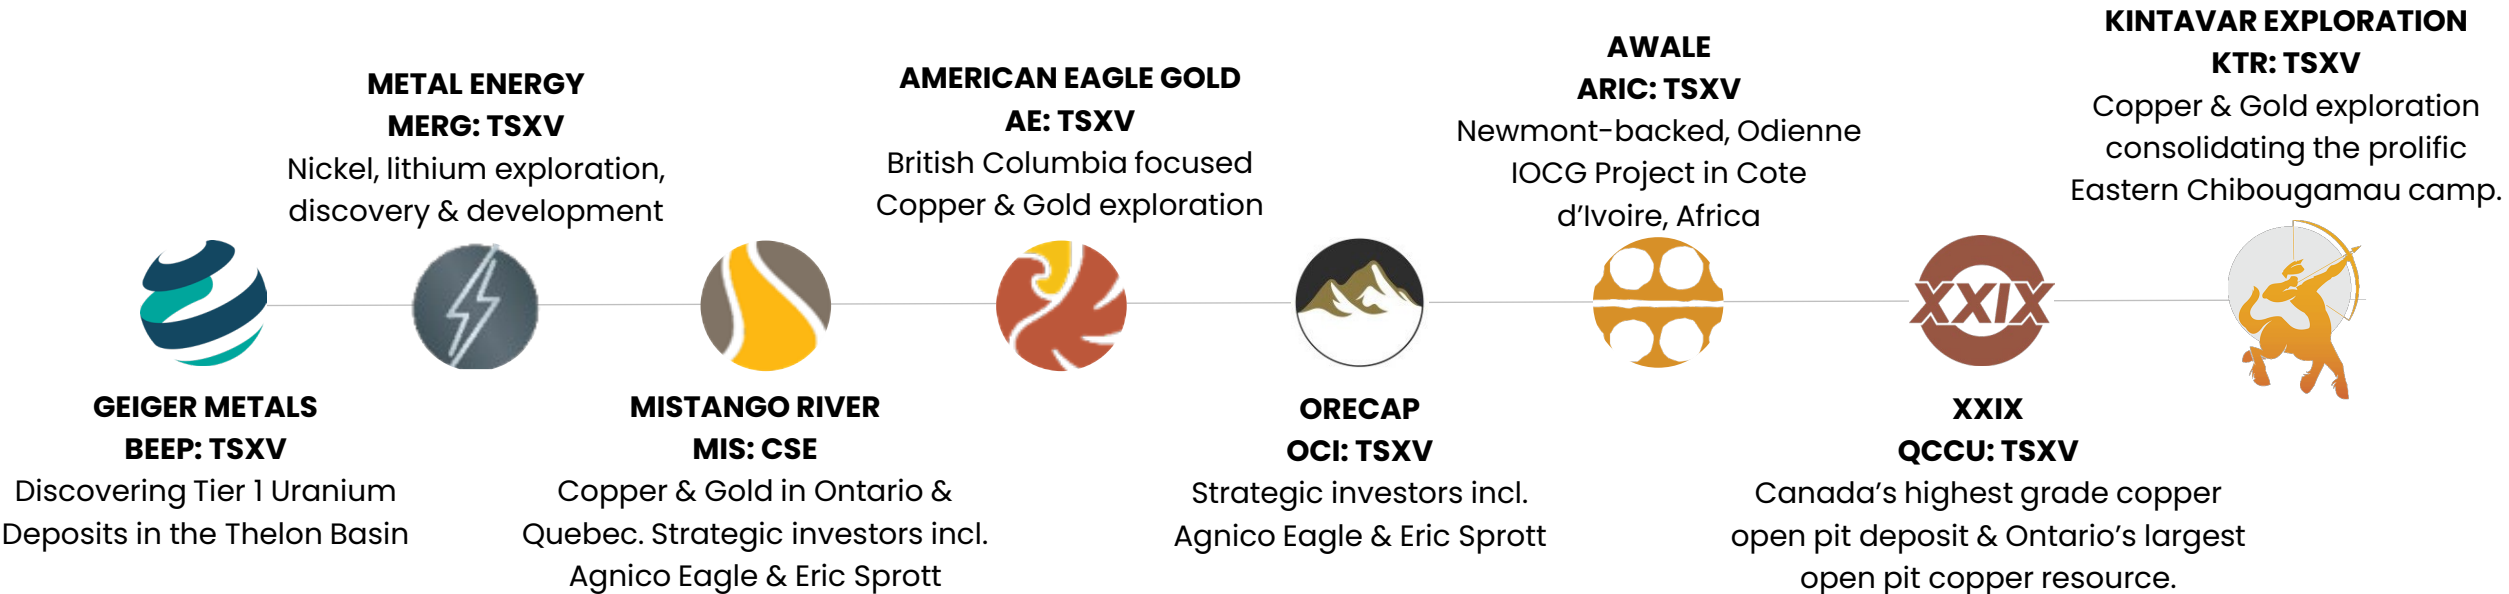 GEIGER METALS
BEEP: TSXV
Discovering Tier 1 Uranium
Deposits in the Thelon Basin
METAL ENERGY
MERG: TSXV
Nickel, lithium exploration,
discovery & development
MISTANGO RIVER
MIS: CSE
Copper & Gold in Ontario &
Quebec. Strategic investors incl.
Agnico Eagle & Eric Sprott
AMERICAN EAGLE GOLD
AE: TSXV
British Columbia focused
Copper & Gold exploration
ORECAP
OCI: TSXV
Strategic investors incl.
Agnico Eagle & Eric Sprott
AWALE
ARIC: TSXV
Newmont-backed, Odienne
IOCG Project in Cote
d'Ivoire, Africa
XXIX
XXIX
QCCU: TSXV
Canada's highest grade copper
open pit deposit & Ontario's largest
open pit copper resource.
KINTAVAR EXPLORATION
KTR: TSXV
Copper & Gold exploration
consolidating the prolific
Eastern Chibougamau camp.